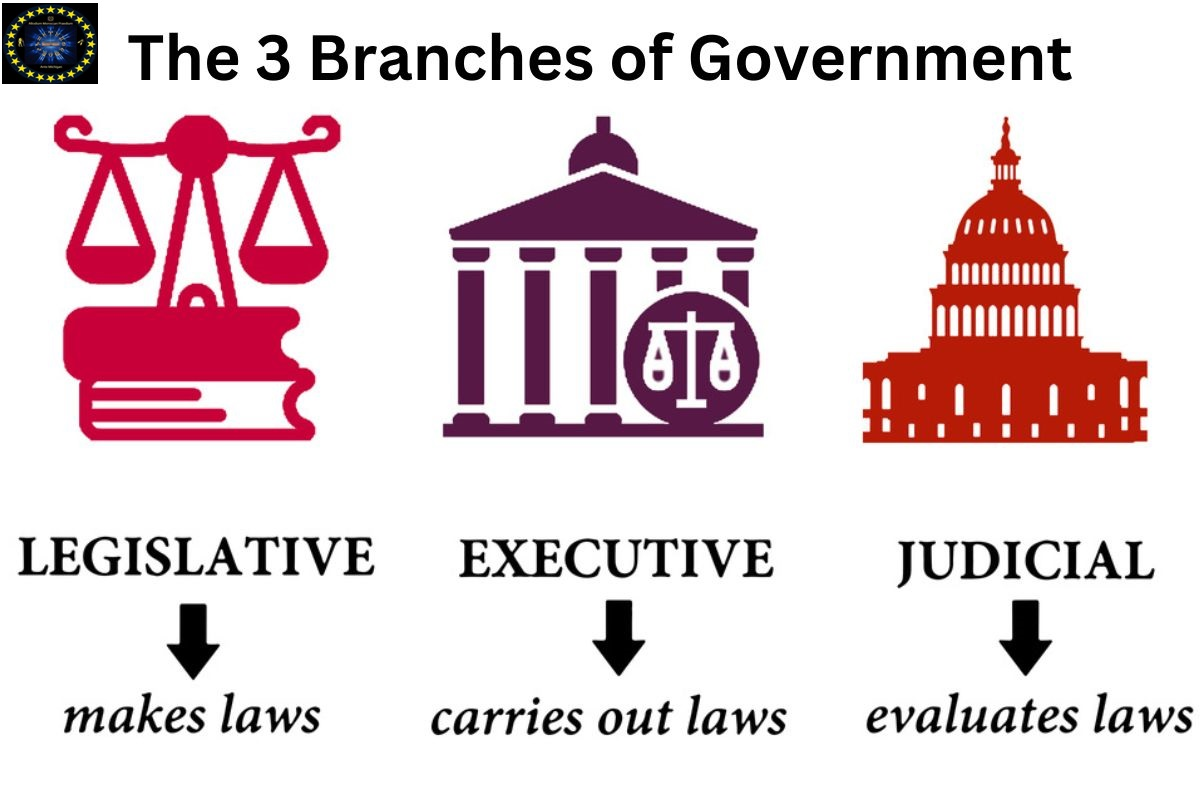 The 3 Branches of Government
LEGISLATIVE
EXECUTIVE
JUDICIAL
makes laws
carries out laws
evaluates laws